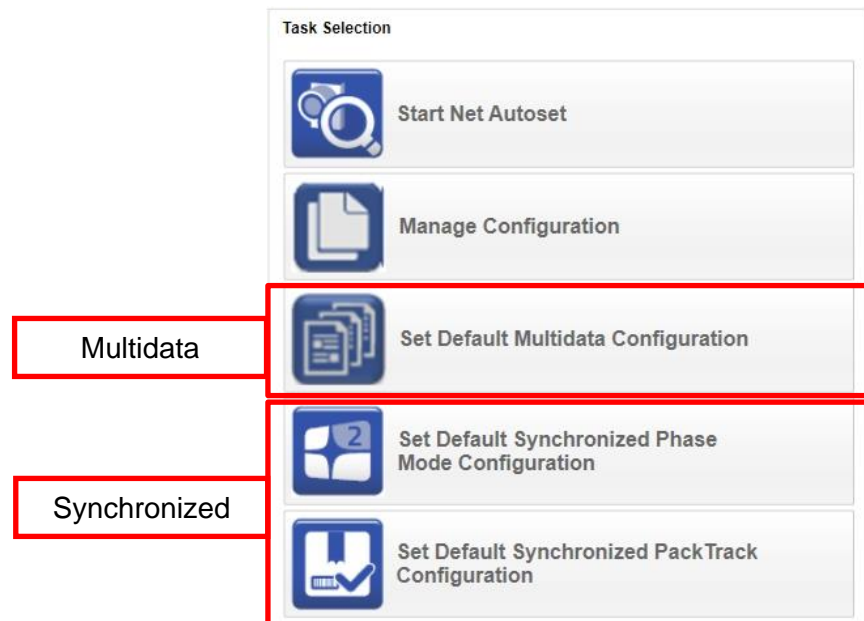 Task Selection
Start Net Autoset
Manage Configuration
Multidata
Set Default Multidata Configuration
2
Set Default Synchronized Phase
Mode Configuration
Synchronized
Set Default Synchronized PackTrack
Configuration